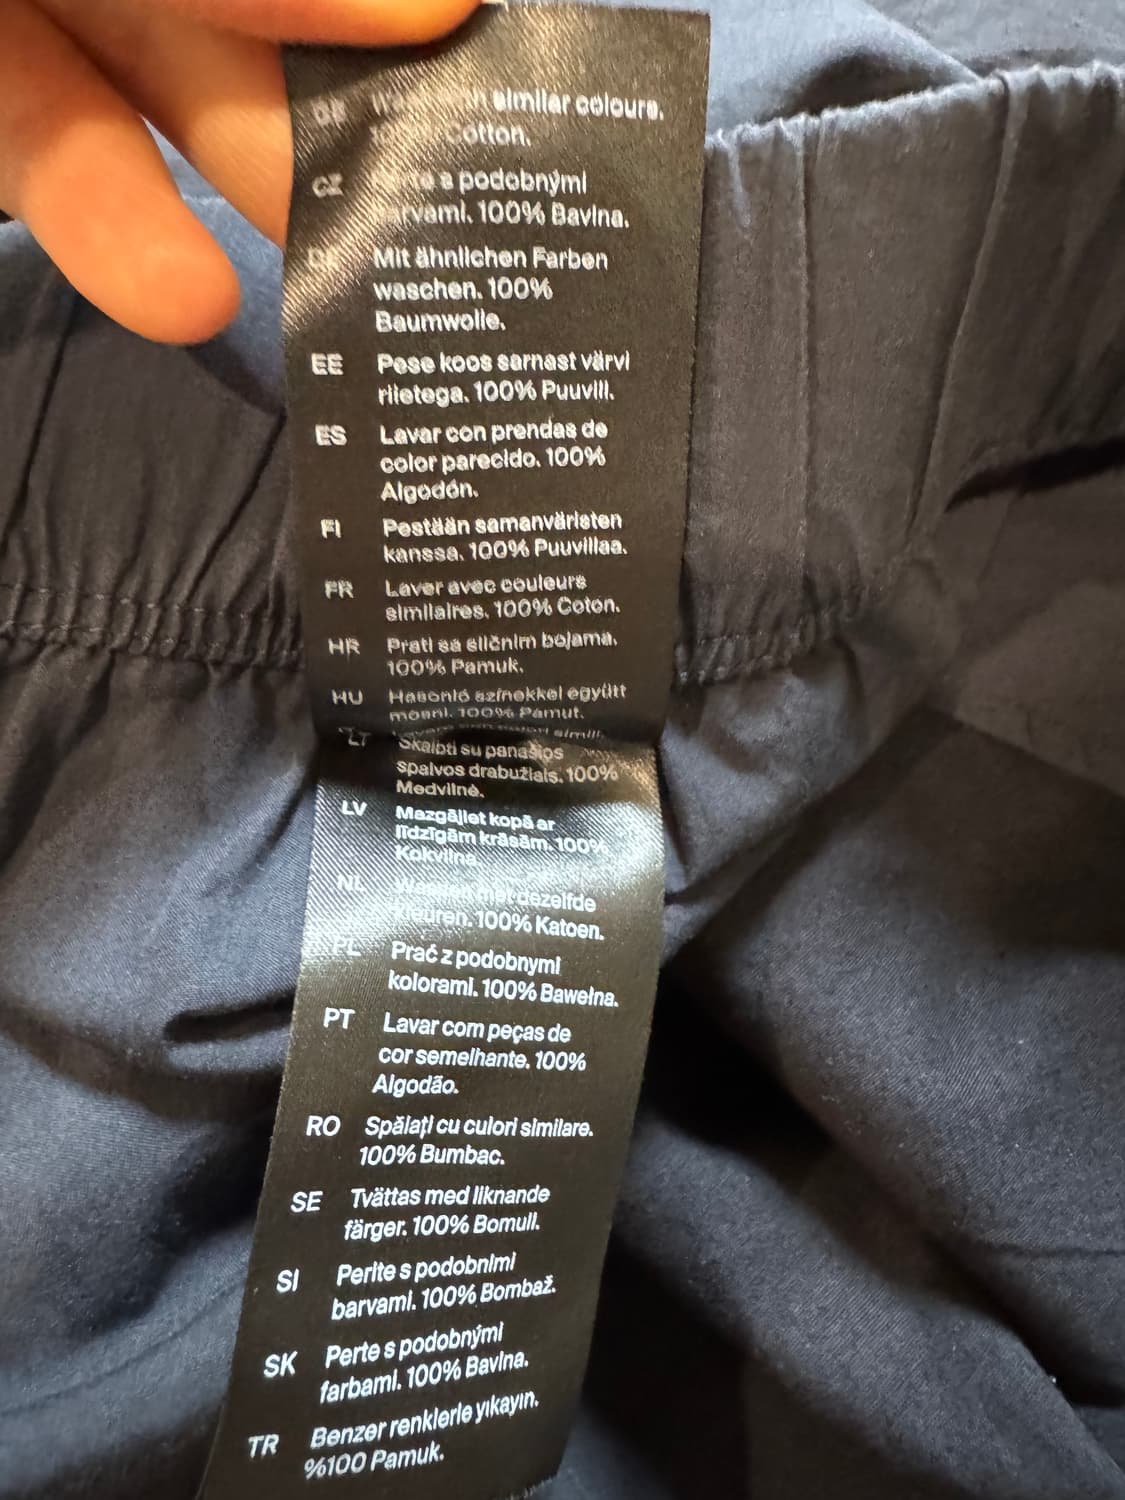 similar colours.
Cotton.
CZ a podobnými
barvami. 100% Bavlna.
DE Mit ähnlichen Farben
waschen. 100%
Baumwolle.
EE Pese koos sarnast värvi
riietega. 100% Puuvill.
ES Lavar con prendas de
color parecido. 100%
Algodón.
FI Pestään samanväristen
kanssa. 100% Puuvillaa.
FR Laver avec couleurs
similaires. 100% Coton.
HR Prati sa sličnim bojama.
100% Pamuk.
HU Hasonló színekkel együtt
mosni. 100% Pamut.
LT Skalbti su panašios
spalvos drabužiais. 100%
Medvilnė.
LV Mazgājiet kopā ar
līdzīgām krāsām. 100%
Kokvilna.
NL dezelfde
kleuren. 100% Katoen.
PL Prać z podobnymi
kolorami. 100% Bawełna.
PT Lavar com peças de
cor semelhante. 100%
Algodão.
RO Spălați cu culori similare.
100% Bumbac.
SE Tvättas med liknande
färger. 100% Bomull.
SI Perite s podobnimi
barvami. 100% Bombaž.
SK Perte s podobnými
farbami. 100% Bavlna.
TR Benzer renklerle yıkayın.
%100 Pamuk.